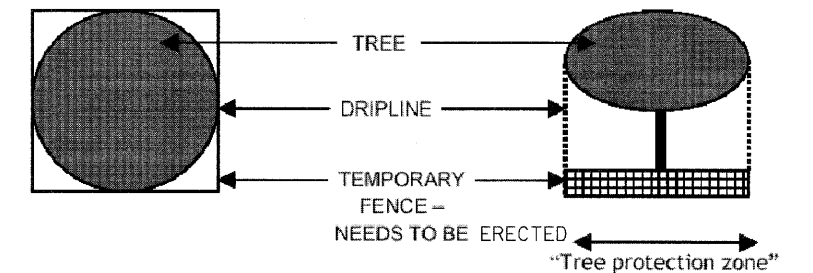 TREE
DRIPLINE
TEMPORARY
FENCE –
NEEDS TO BE ERECTED
“Tree protection zone”